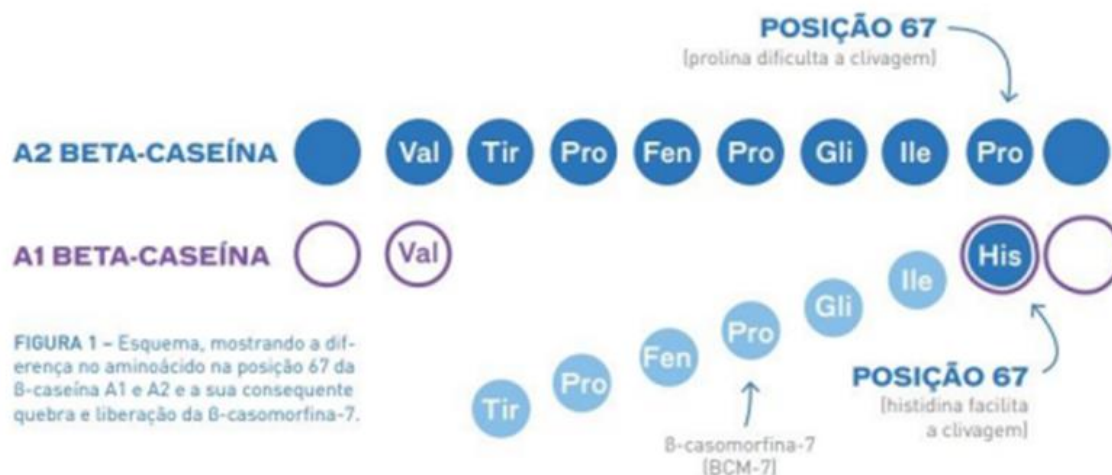 POSIÇÃO 67
(prolina dificulta a clivagem)
A2 BETA-CASEÍNA
Val Tir Pro Fen Pro Gli Ile Pro
A1 BETA-CASEÍNA
Val
His
Ile
Gli
Pro
Fen
Pro
Tir
FIGURA 1 – Esquema, mostrando a dif-
erença no aminoácido na posição 67 da
β-caseína A1 e A2 e a sua consequente
quebra e liberação da β-casomorfina-7.
β-casomorfina-7
(BCM-7)
POSIÇÃO 67
(histidina facilita
a clivagem)